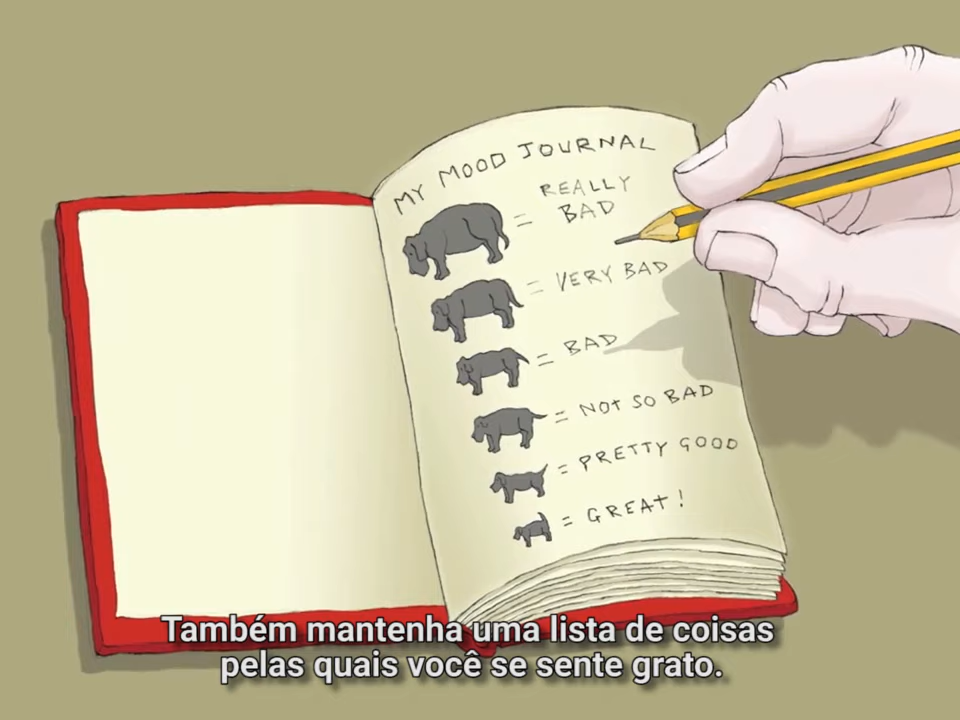 MY MOOD JOURNAL
= REALLY
BAD
= VERY BAD
= BAD
= NOT SO BAD
= PRETTY GOOD
= GREAT!
Também mantenha uma lista de coisas
pelas quais você se sente grato.